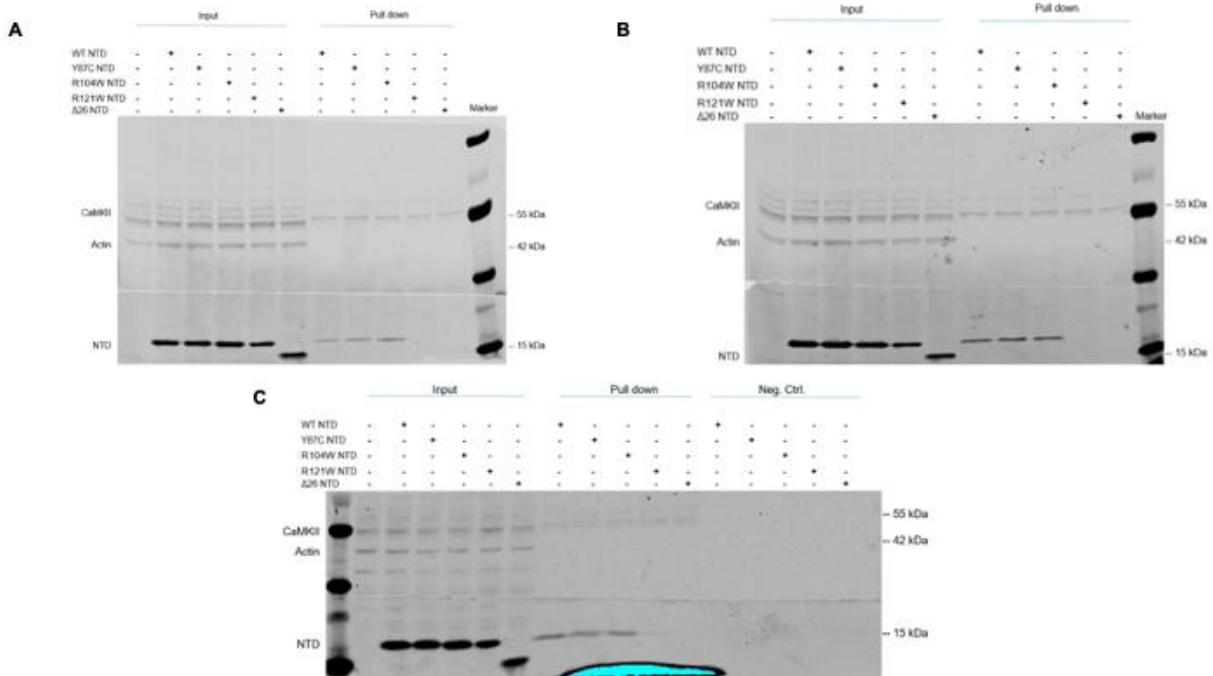 A
Input Pull down
WT NTD - + - - - - + - - - -
Y87C NTD - - + - - - - + - - -
R104W NTD - - - + - - - - + - -
R121W NTD - - - - + - - - - + -
Δ26 NTD - - - - - + - - - - + Marker
CaMKII
Actin
NTD
- 55 kDa
- 42 kDa
- 15 kDa
B
Input Pull down
WT NTD - + - - - - + - - - -
Y87C NTD - - + - - - - + - - -
R104W NTD - - - + - - - - + - -
R121W NTD - - - - + - - - - + -
Δ26 NTD - - - - - + - - - - + Marker
CaMKII
Actin
NTD
- 55 kDa
- 42 kDa
- 15 kDa
C
Input Pull down Neg. Ctrl.
WT NTD - + - - - - + - - - - + - - - -
Y87C NTD - - + - - - - + - - - - + - - -
R104W NTD - - - + - - - - + - - - - + - -
R121W NTD - - - - + - - - - + - - - - + -
Δ26 NTD - - - - - + - - - - + - - - - +
CaMKII
Actin
NTD
- 55 kDa
- 42 kDa
- 15 kDa